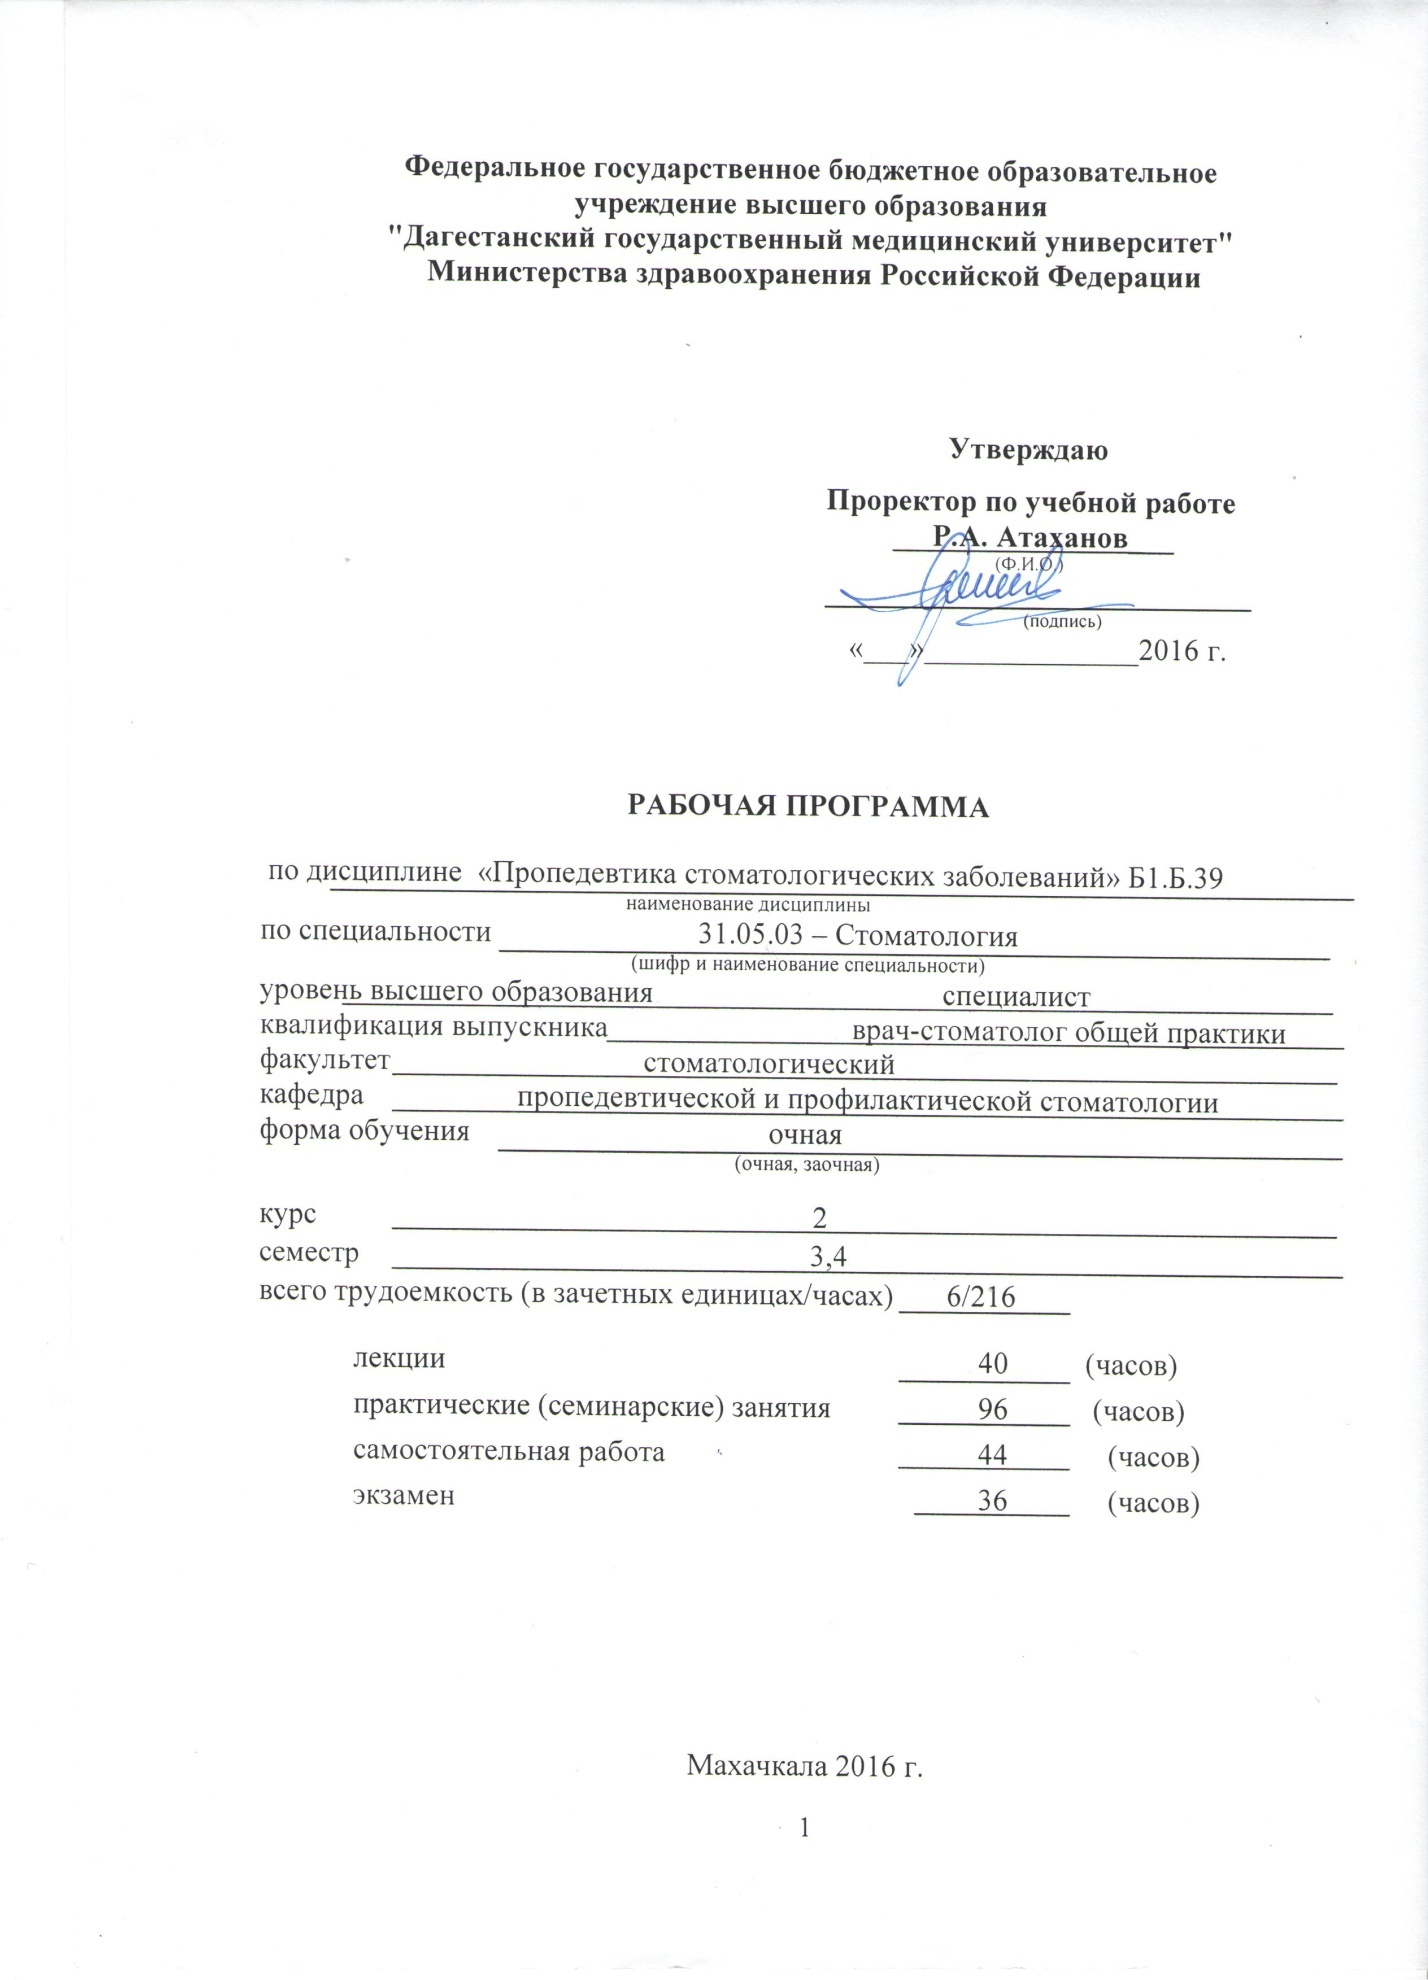 Федеральное государственное бюджетное образовательное
учреждение высшего образования
"Дагестанский государственный медицинский университет"
Министерства здравоохранения Российской Федерации
Утверждаю
Проректор по учебной работе
Р.А. Атаханов
(Ф.И.О.)
(подпись)
«___»______________2016 г.
РАБОЧАЯ ПРОГРАММА
по дисциплине «Пропедевтика стоматологических заболеваний» Б1.Б.39
наименование дисциплины
по специальности 31.05.03 – Стоматология
(шифр и наименование специальности)
уровень высшего образования специалист
квалификация выпускника врач-стоматолог общей практики
факультет стоматологический
кафедра пропедевтической и профилактической стоматологии
форма обучения очная
(очная, заочная)
курс 2
семестр 3,4
всего трудоемкость (в зачетных единицах/часах) 6/216
лекции 40 (часов)
практические (семинарские) занятия 96 (часов)
самостоятельная работа 44 (часов)
экзамен 36 (часов)
Махачкала 2016 г.
1